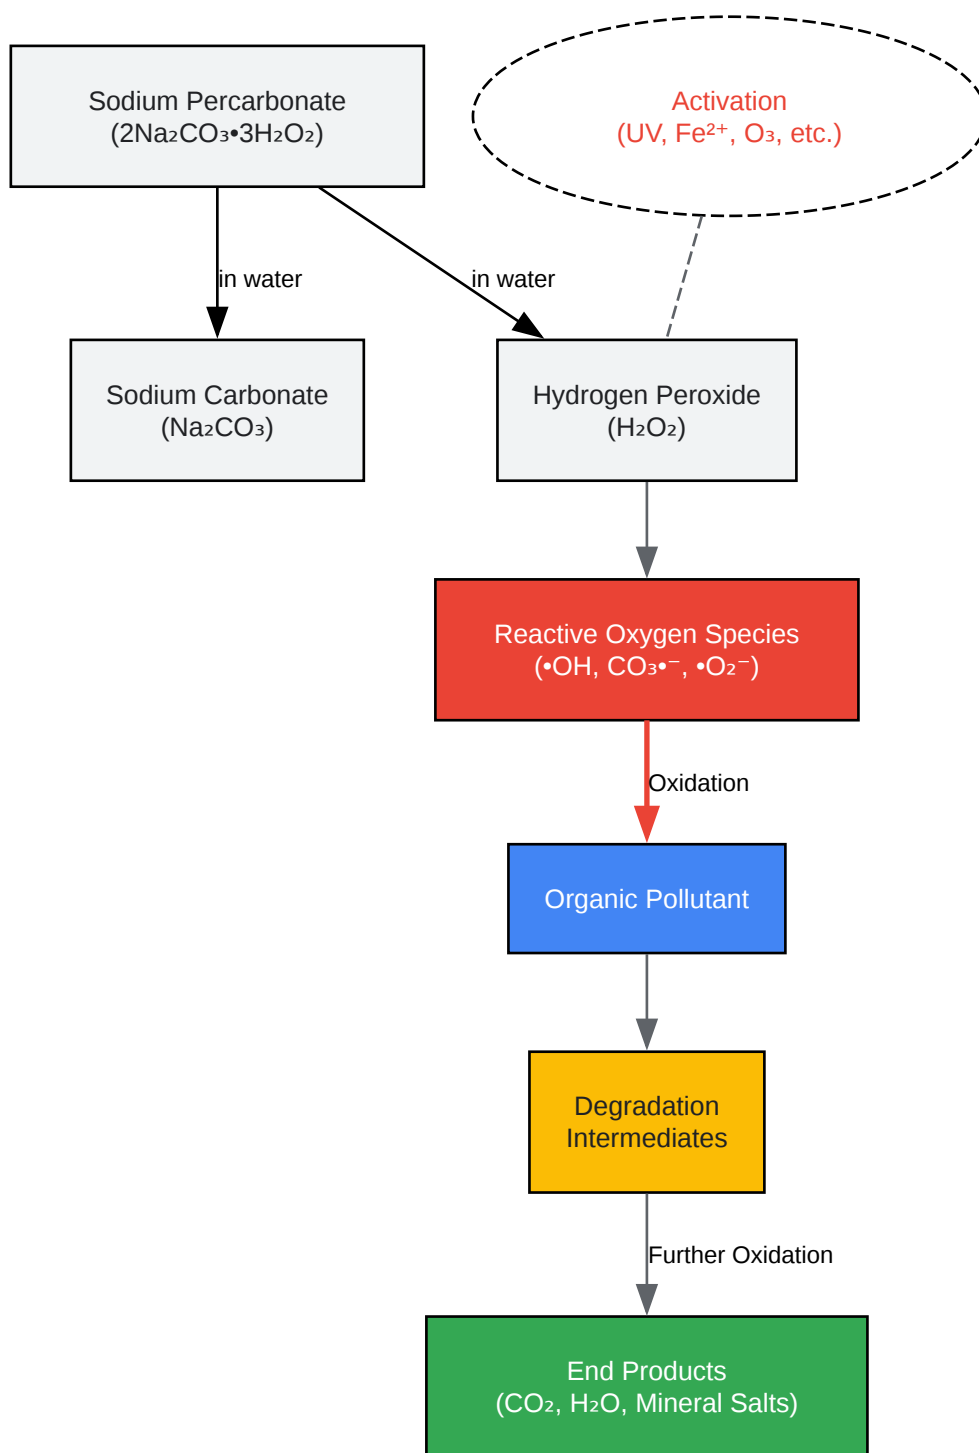 Sodium Percarbonate
(2Na₂CO₃•3H₂O₂)
Activation
(UV, Fe²⁺, O₃, etc.)
in water
in water
Sodium Carbonate
(Na₂CO₃)
Hydrogen Peroxide
(H₂O₂)
Reactive Oxygen Species
(•OH, CO₃•⁻, •O₂⁻)
Oxidation
Organic Pollutant
Degradation
Intermediates
Further Oxidation
End Products
(CO₂, H₂O, Mineral Salts)